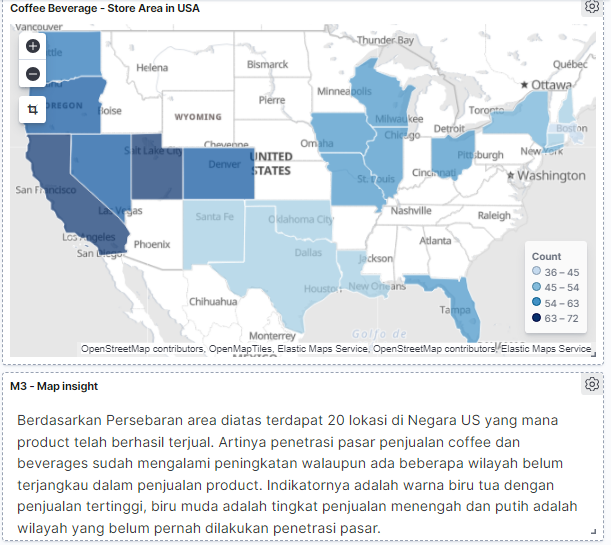 Coffee Beverage - Store Area in USA
Vancouver
Thunder Bay
Québec
Helena
Bismarck
Ottawa
Minneapolis
Pierre
OREGON
Boise
WYOMING
Milwaukee
Toronto
Boston
Detroit
Chicago
Salt Lake City
Cheyenne
Omaha
New York
Denver
UNITED
STATES
Pittsburgh
Cincinnati
Washington
San Francisco
St. Louis
Las Vegas
Nashville
Raleigh
Santa Fe
Oklahoma City
Los Angeles
Phoenix
Atlanta
San Diego
Dallas
Jackson
Houston
New Orleans
Tampa
Chihuahua
Monterrey
Golfo de
MÉXICO
Count
36 – 45
45 – 54
54 – 63
63 – 72
OpenStreetMap contributors, OpenMapTiles, Elastic Maps Service, OpenStreetMap contributors, Elastic Maps Service
M3 - Map insight
Berdasarkan Persebaran area diatas terdapat 20 lokasi di Negara US yang mana
product telah berhasil terjual. Artinya penetrasi pasar penjualan coffee dan
beverages sudah mengalami peningkatan walaupun ada beberapa wilayah belum
terjangkau dalam penjualan product. Indikatornya adalah warna biru tua dengan
penjualan tertinggi, biru muda adalah tingkat penjualan menengah dan putih adalah
wilayah yang belum pernah dilakukan penetrasi pasar.